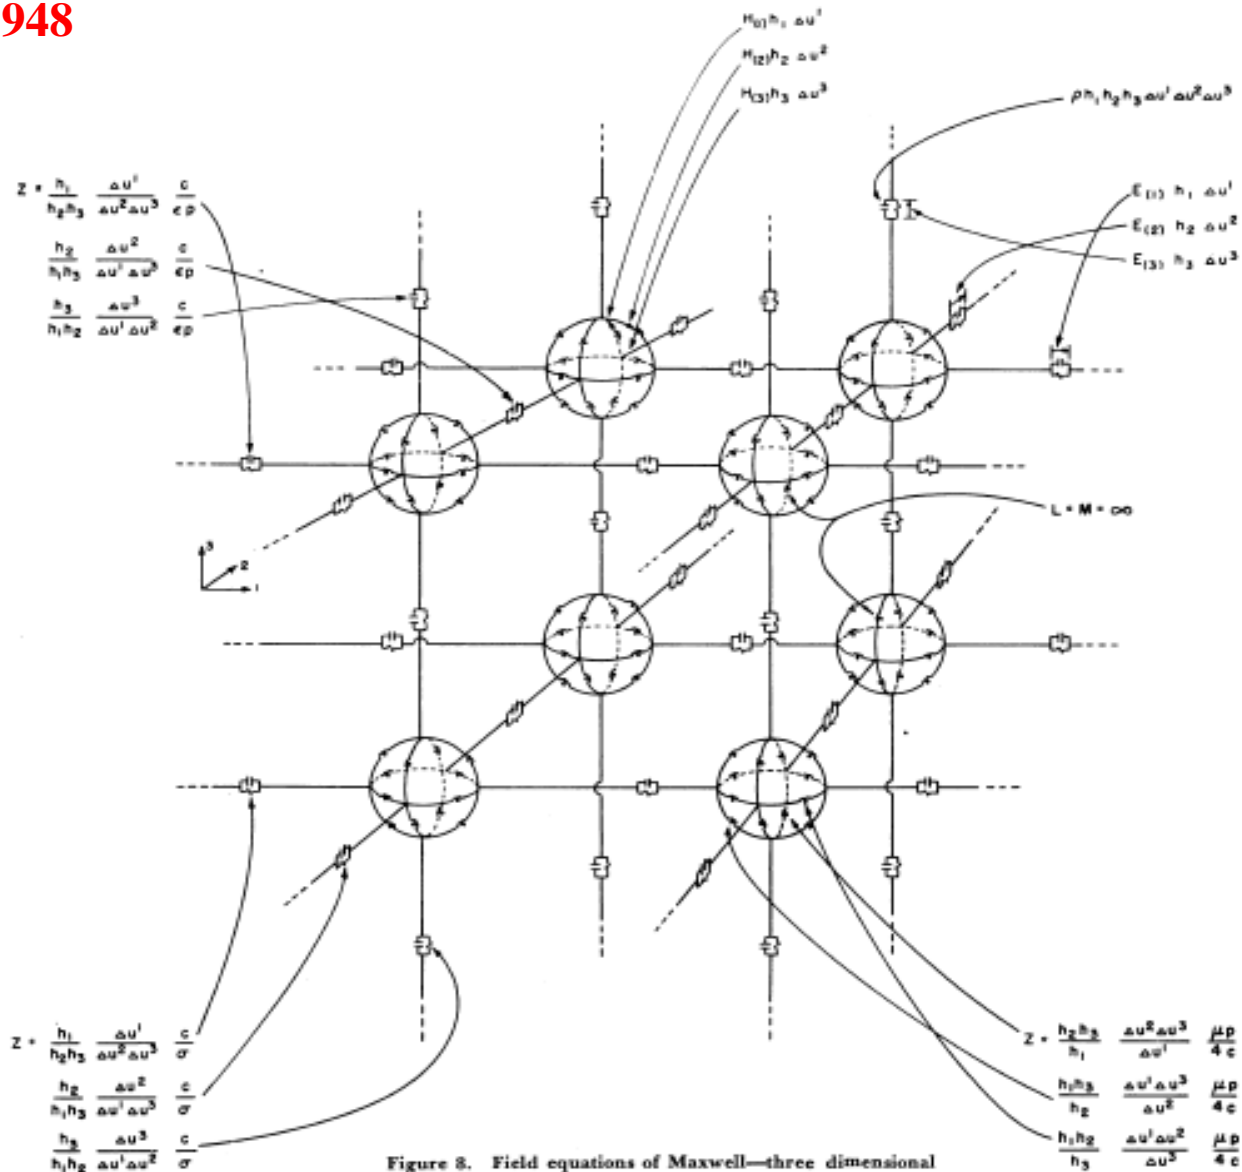 948
H(1) h₁ Δu¹
H(2) h₂ Δu²
H(3) h₃ Δu³
ρ h₁ h₂ h₃ Δu¹ Δu² Δu³
E(1) h₁ Δu¹
E(2) h₂ Δu²
E(3) h₃ Δu³
Z = h₁/h₂h₃ Δu¹/Δu²Δu³ c/εp
h₂/h₁h₃ Δu²/Δu¹Δu³ c/εp
h₃/h₁h₂ Δu³/Δu¹Δu² c/εp
L = M = ∞
3
2
1
Z = h₁/h₂h₃ Δu¹/Δu²Δu³ c/σ
h₂/h₁h₃ Δu²/Δu¹Δu³ c/σ
h₃/h₁h₂ Δu³/Δu¹Δu² c/σ
Z = h₂h₃/h₁ Δu²Δu³/Δu¹ μp/4c
h₁h₃/h₂ Δu¹Δu³/Δu² μp/4c
h₁h₂/h₃ Δu¹Δu²/Δu³ μp/4c
Figure 8. Field equations of Maxwell—three dimensional